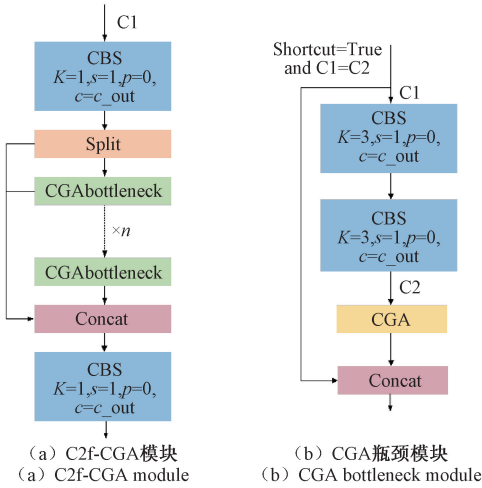 C1
CBS
K=1,s=1,p=0,
c=c_out
Split
CGAbottleneck
×n
CGAbottleneck
Concat
CBS
K=1,s=1,p=0,
c=c_out
（a）C2f-CGA模块
（a）C2f-CGA module
Shortcut=True
and C1=C2
C1
CBS
K=3,s=1,p=0,
c=c_out
CBS
K=3,s=1,p=0,
c=c_out
C2
CGA
Concat
（b）CGA瓶颈模块
（b）CGA bottleneck module